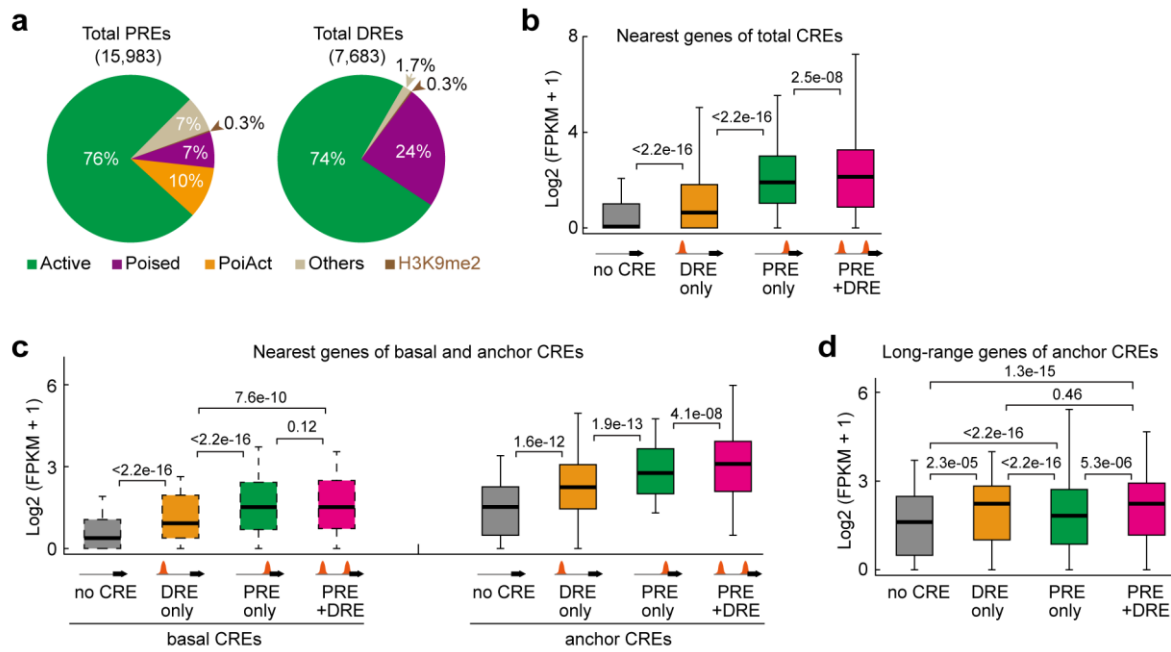 a
Total PREs
(15,983)
Total DREs
(7,683)
76%
7%
0.3%
7%
10%
1.7%
0.3%
74%
24%
Active Poised PoiAct Others H3K9me2
b
Nearest genes of total CREs
Log2 (FPKM + 1)
8
4
0
<2.2e-16
<2.2e-16
2.5e-08
no CRE
DRE
only
PRE
only
PRE
+DRE
c
Nearest genes of basal and anchor CREs
Log2 (FPKM + 1)
6
3
0
7.6e-10
<2.2e-16
0.12
<2.2e-16
4.1e-08
1.9e-13
1.6e-12
no CRE
DRE
only
PRE
only
PRE
+DRE
basal CREs
no CRE
DRE
only
PRE
only
PRE
+DRE
anchor CREs
d
Long-range genes of anchor CREs
Log2 (FPKM + 1)
6
3
0
1.3e-15
0.46
<2.2e-16
2.3e-05
<2.2e-16
5.3e-06
no CRE
DRE
only
PRE
only
PRE
+DRE